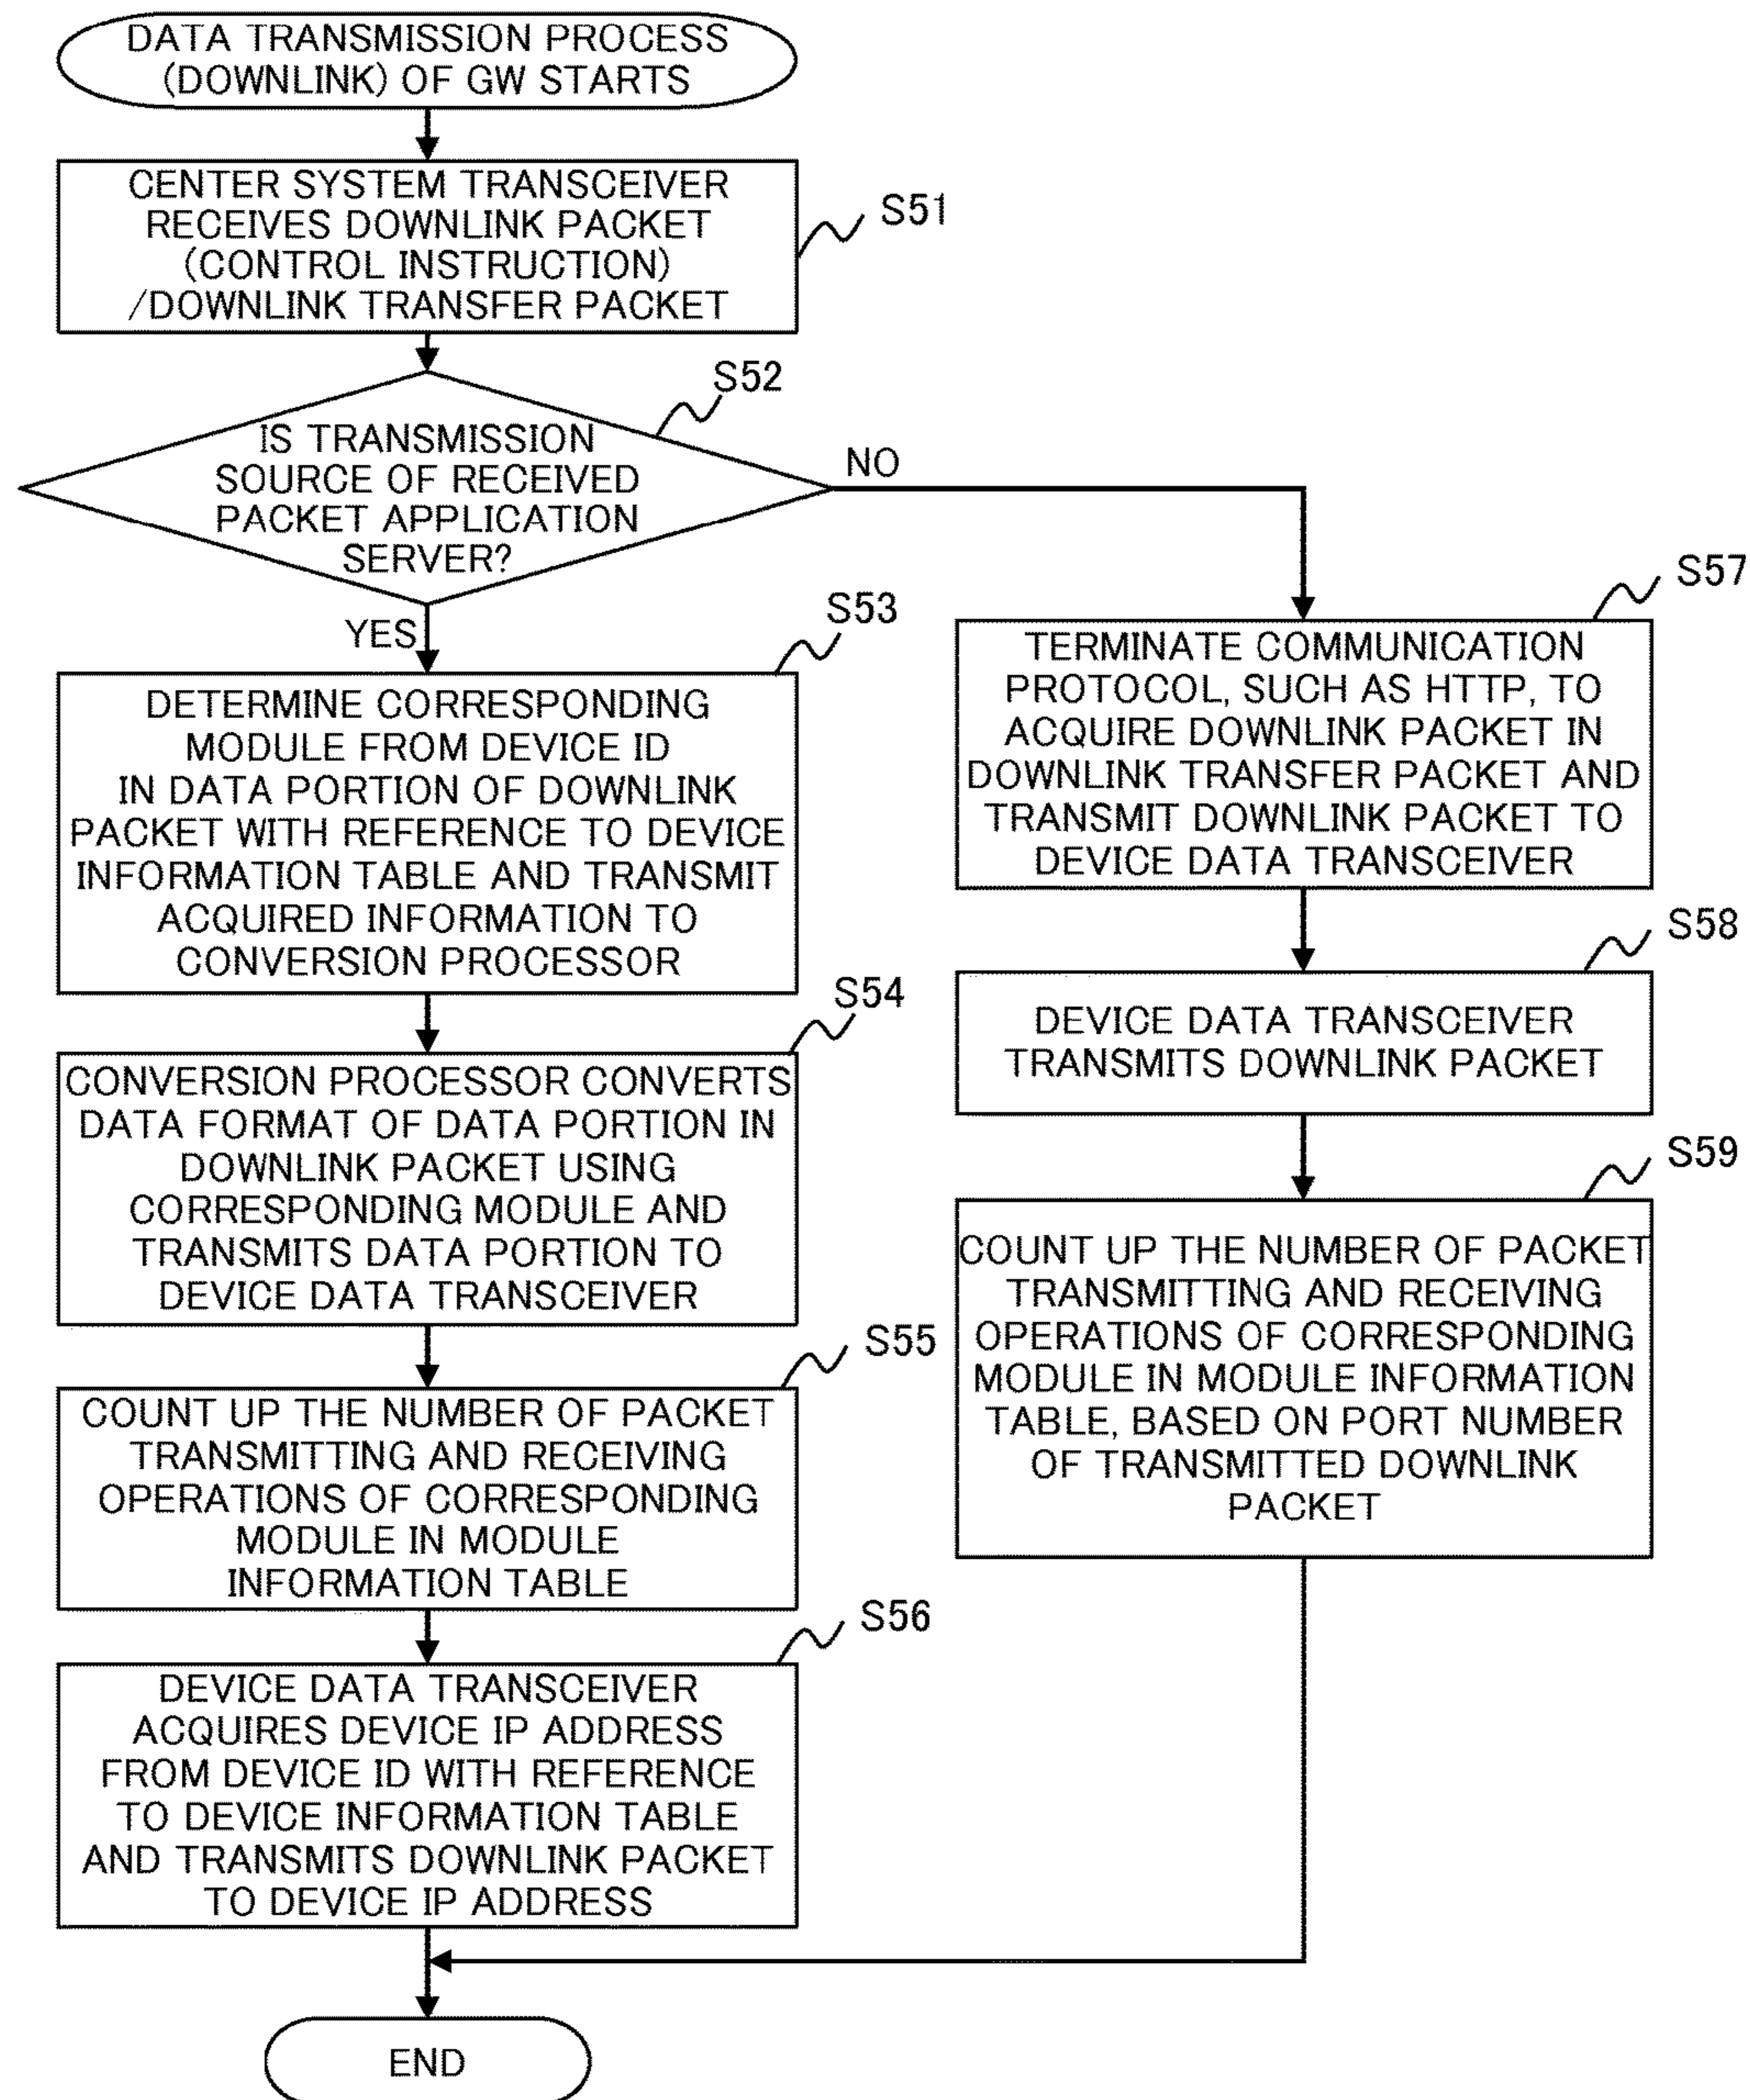 DATA TRANSMISSION PROCESS
(DOWNLINK) OF GW STARTS
CENTER SYSTEM TRANSCEIVER
RECEIVES DOWNLINK PACKET
(CONTROL INSTRUCTION)
/DOWNLINK TRANSFER PACKET
S51
S52
IS TRANSMISSION
SOURCE OF RECEIVED
PACKET APPLICATION
SERVER?
NO
YES
S53
DETERMINE CORRESPONDING
MODULE FROM DEVICE ID
IN DATA PORTION OF DOWNLINK
PACKET WITH REFERENCE TO DEVICE
INFORMATION TABLE AND TRANSMIT
ACQUIRED INFORMATION TO
CONVERSION PROCESSOR
S54
CONVERSION PROCESSOR CONVERTS
DATA FORMAT OF DATA PORTION IN
DOWNLINK PACKET USING
CORRESPONDING MODULE AND
TRANSMITS DATA PORTION TO
DEVICE DATA TRANSCEIVER
S55
COUNT UP THE NUMBER OF PACKET
TRANSMITTING AND RECEIVING
OPERATIONS OF CORRESPONDING
MODULE IN MODULE
INFORMATION TABLE
S56
DEVICE DATA TRANSCEIVER
ACQUIRES DEVICE IP ADDRESS
FROM DEVICE ID WITH REFERENCE
TO DEVICE INFORMATION TABLE
AND TRANSMITS DOWNLINK PACKET
TO DEVICE IP ADDRESS
S57
TERMINATE COMMUNICATION
PROTOCOL, SUCH AS HTTP, TO
ACQUIRE DOWNLINK PACKET IN
DOWNLINK TRANSFER PACKET AND
TRANSMIT DOWNLINK PACKET TO
DEVICE DATA TRANSCEIVER
S58
DEVICE DATA TRANSCEIVER
TRANSMITS DOWNLINK PACKET
S59
COUNT UP THE NUMBER OF PACKET
TRANSMITTING AND RECEIVING
OPERATIONS OF CORRESPONDING
MODULE IN MODULE INFORMATION
TABLE, BASED ON PORT NUMBER
OF TRANSMITTED DOWNLINK
PACKET
END